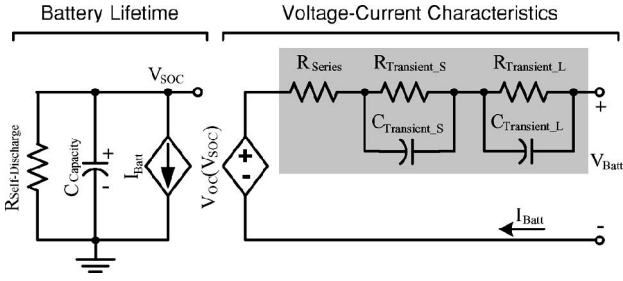 Battery Lifetime
Voltage-Current Characteristics
VSOC
RSelf-Discharge
CCapacity
+
-
IBatt
VOC(VSOC)
+
-
RSeries
RTransient_S
CTransient_S
RTransient_L
CTransient_L
+
VBatt
IBatt
-